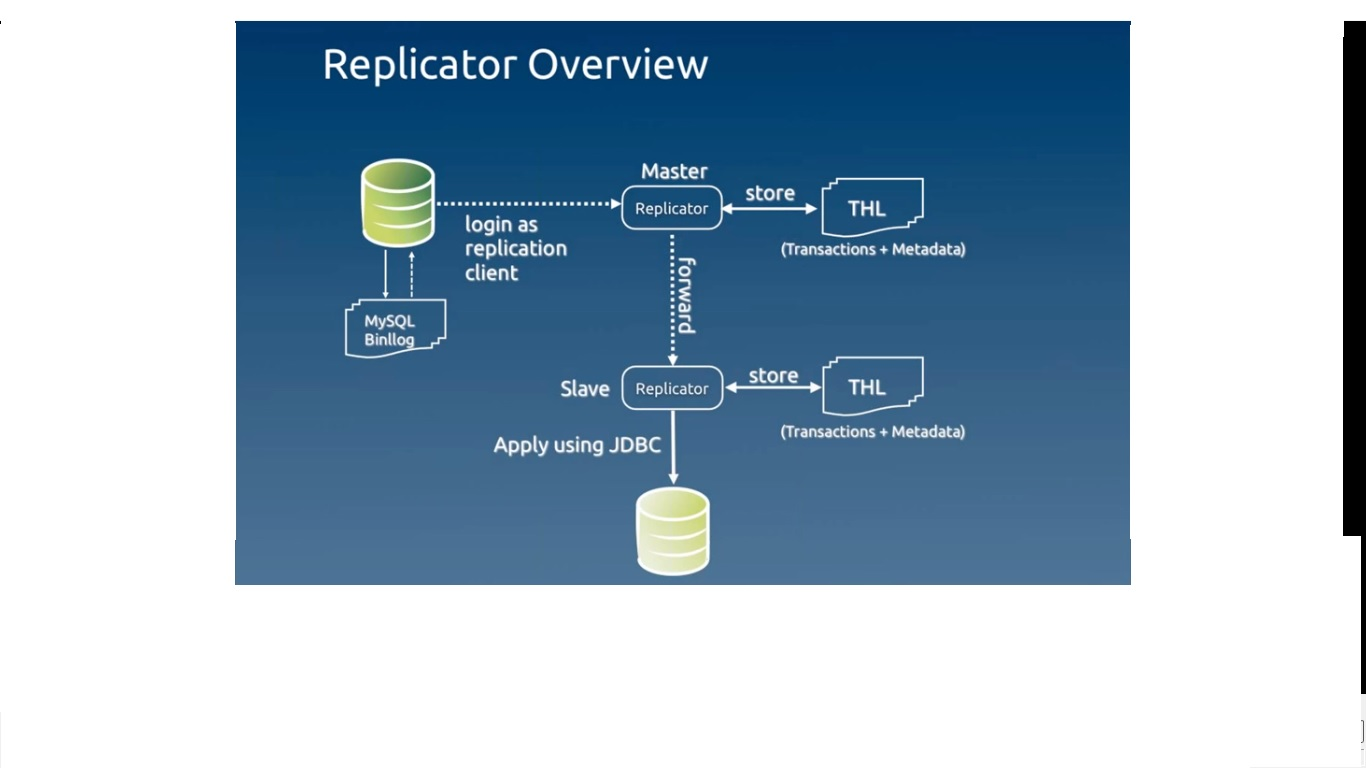 Replicator Overview
Master
Replicator
store
THL
(Transactions + Metadata)
login as
replication
client
forward
MySQL
Binllog
Slave
Replicator
store
THL
(Transactions + Metadata)
Apply using JDBC